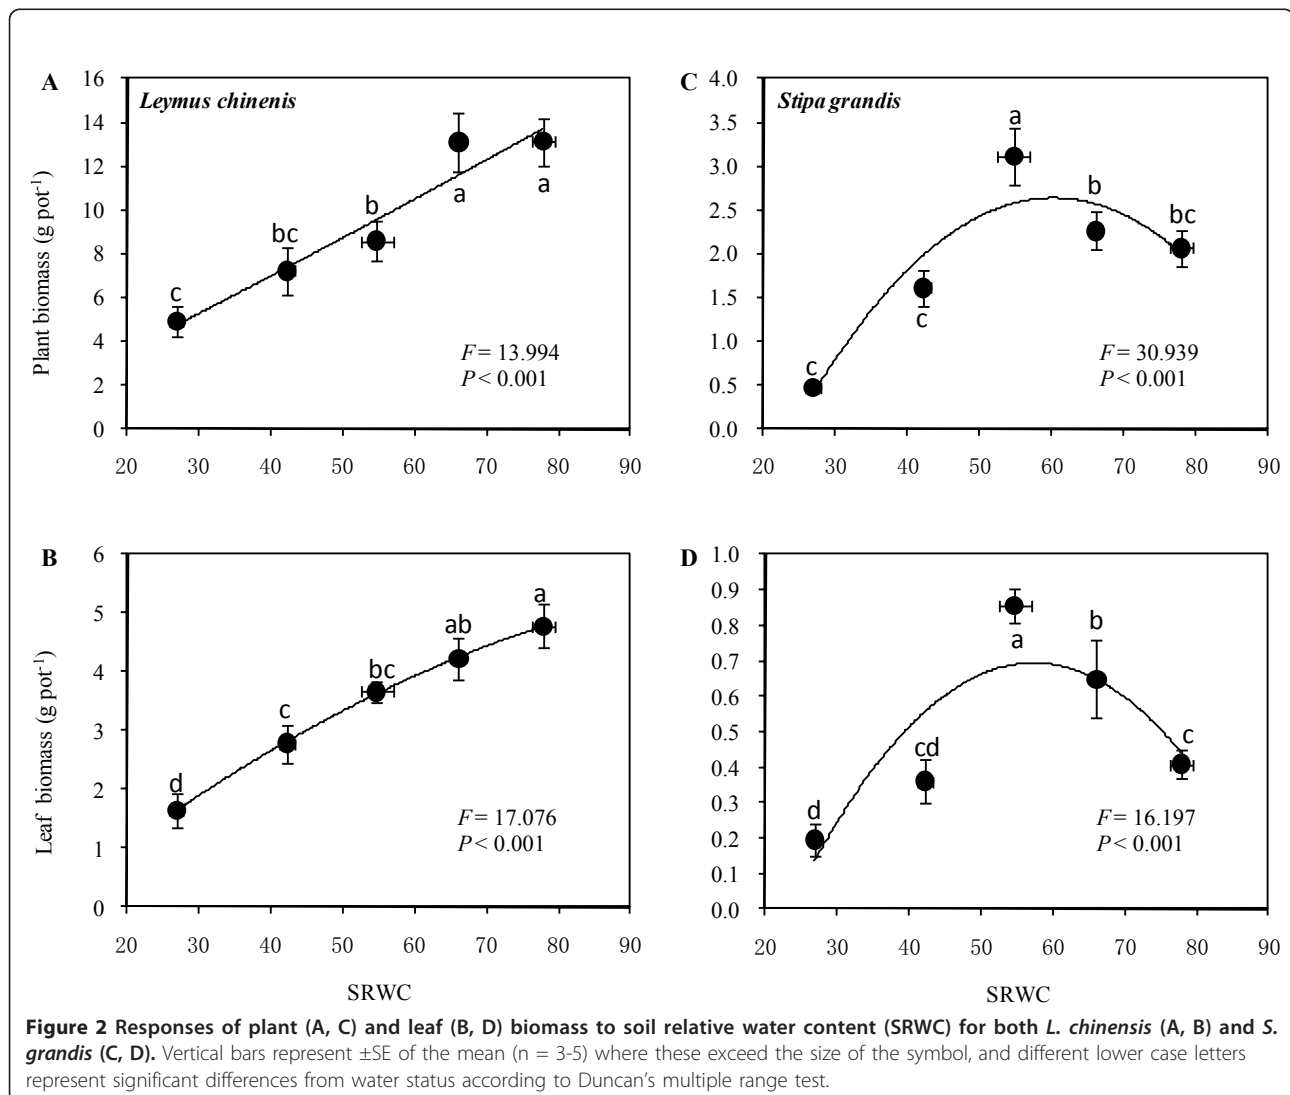 A
Leymus chinenis
16
14
12
10
8
6
4
2
0
Plant biomass (g pot-1)
c
bc
b
a
a
F = 13.994
P < 0.001
20 30 40 50 60 70 80 90
C
Stipa grandis
4.0
3.5
3.0
2.5
2.0
1.5
1.0
0.5
0.0
c
c
a
b
bc
F = 30.939
P < 0.001
20 30 40 50 60 70 80 90
B
6
5
4
3
2
1
0
Leaf biomass (g pot-1)
d
c
bc
ab
a
F = 17.076
P < 0.001
20 30 40 50 60 70 80 90
SRWC
D
1.0
0.9
0.8
0.7
0.6
0.5
0.4
0.3
0.2
0.1
0.0
d
cd
a
b
c
F = 16.197
P < 0.001
20 30 40 50 60 70 80 90
SRWC
Figure 2 Responses of plant (A, C) and leaf (B, D) biomass to soil relative water content (SRWC) for both L. chinensis (A, B) and S.
grandis (C, D). Vertical bars represent ±SE of the mean (n = 3-5) where these exceed the size of the symbol, and different lower case letters
represent significant differences from water status according to Duncan's multiple range test.